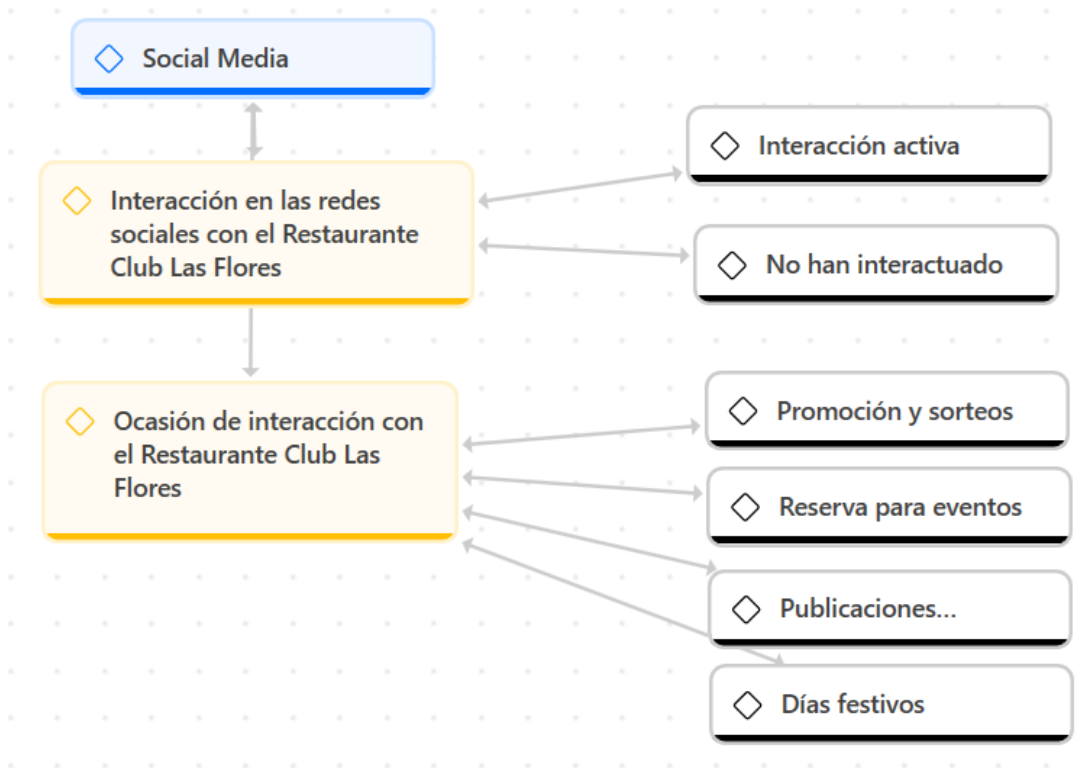 Social Media
Interacción en las redes
sociales con el Restaurante
Club Las Flores
Interacción activa
No han interactuado
Ocasión de interacción con
el Restaurante Club Las
Flores
Promoción y sorteos
Reserva para eventos
Publicaciones...
Días festivos